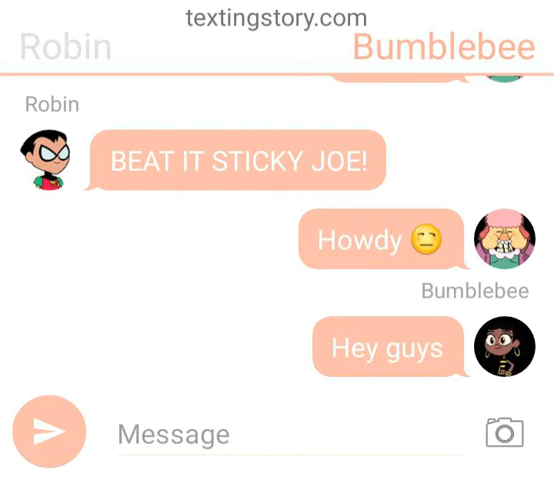 textingstory.com
Robin
Bumblebee
Robin
BEAT IT STICKY JOE!
Howdy 😒
Bumblebee
Hey guys
Message